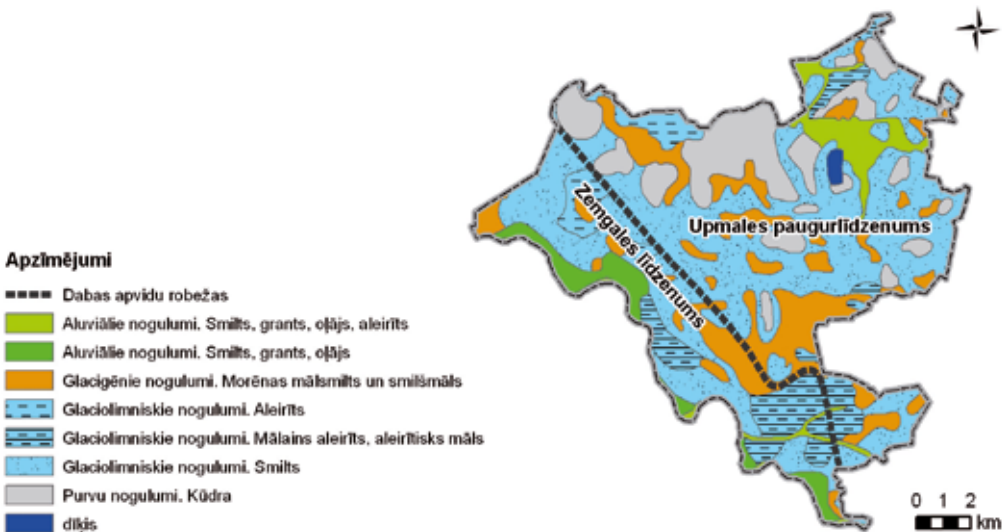 Zemgales līdzenums
Upmales paugurlīdzenums
Apzīmējumi
Dabas apvidu robežas
Aluviālie nogulumi. Smilts, grants, oļājs, aleirīts
Aluviālie nogulumi. Smilts, grants, oļājs
Glacigēnie nogulumi. Morēnas mālsmilts un smilšmāls
Glaciolimniskie nogulumi. Aleirīts
Glaciolimniskie nogulumi. Mālains aleirīts, aleirītisks māls
Glaciolimniskie nogulumi. Smilts
Purvu nogulumi. Kūdra
dīķis
0 1 2
km